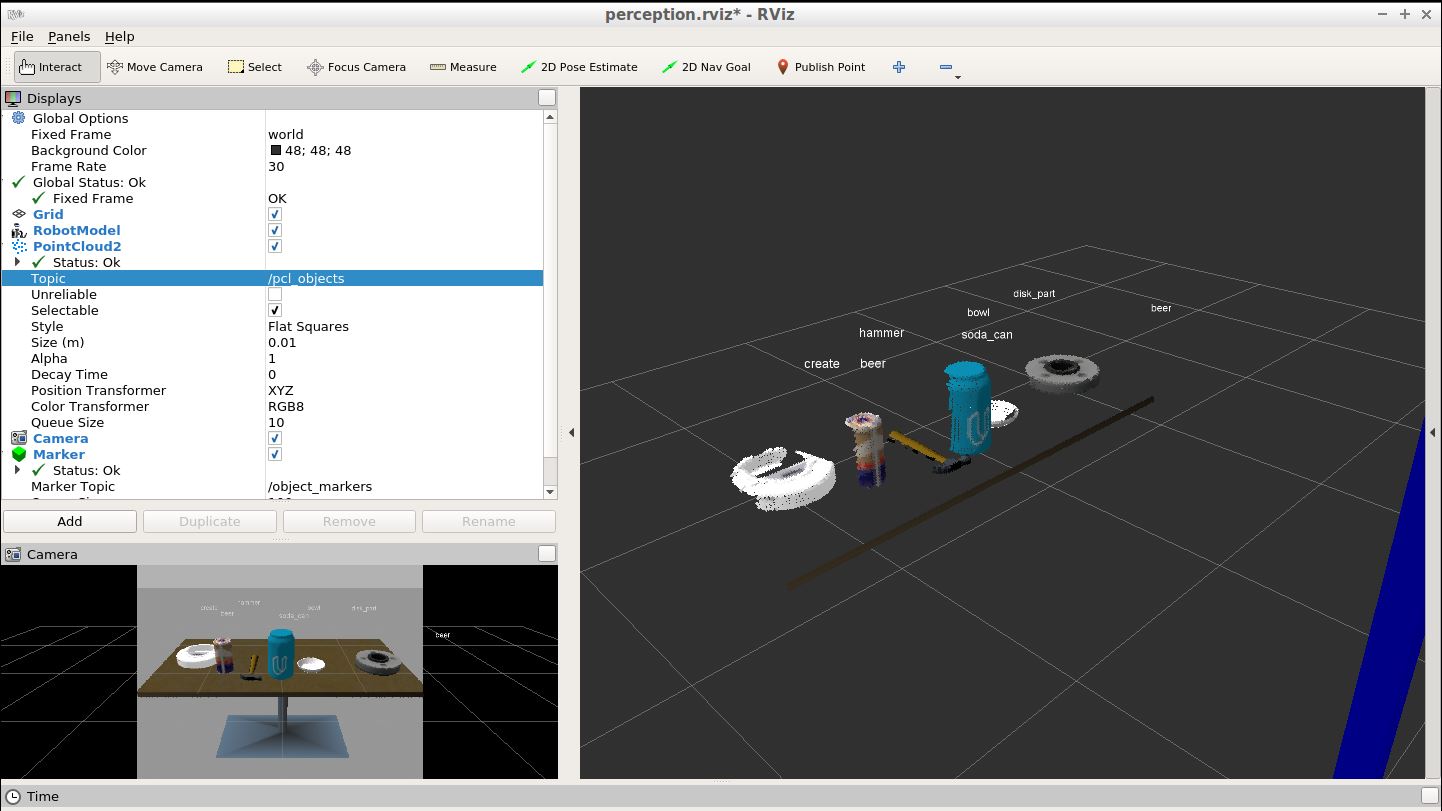 RViz
perception.rviz* - RViz
File Panels Help
Interact Move Camera Select Focus Camera Measure 2D Pose Estimate 2D Nav Goal Publish Point
Displays
Global Options
Fixed Frame world
Background Color 48; 48; 48
Frame Rate 30
Global Status: Ok
Fixed Frame OK
Grid
RobotModel
PointCloud2
Status: Ok
Topic /pcl_objects
Unreliable
Selectable
Style Flat Squares
Size (m) 0.01
Alpha 1
Decay Time 0
Position Transformer XYZ
Color Transformer RGB8
Queue Size 10
Camera
Marker
Status: Ok
Marker Topic /object_markers
Add Duplicate Remove Rename
Camera
create hammer beer soda_can bowl disk_part
beer
disk_part
beer
bowl
hammer soda_can
create beer
Time